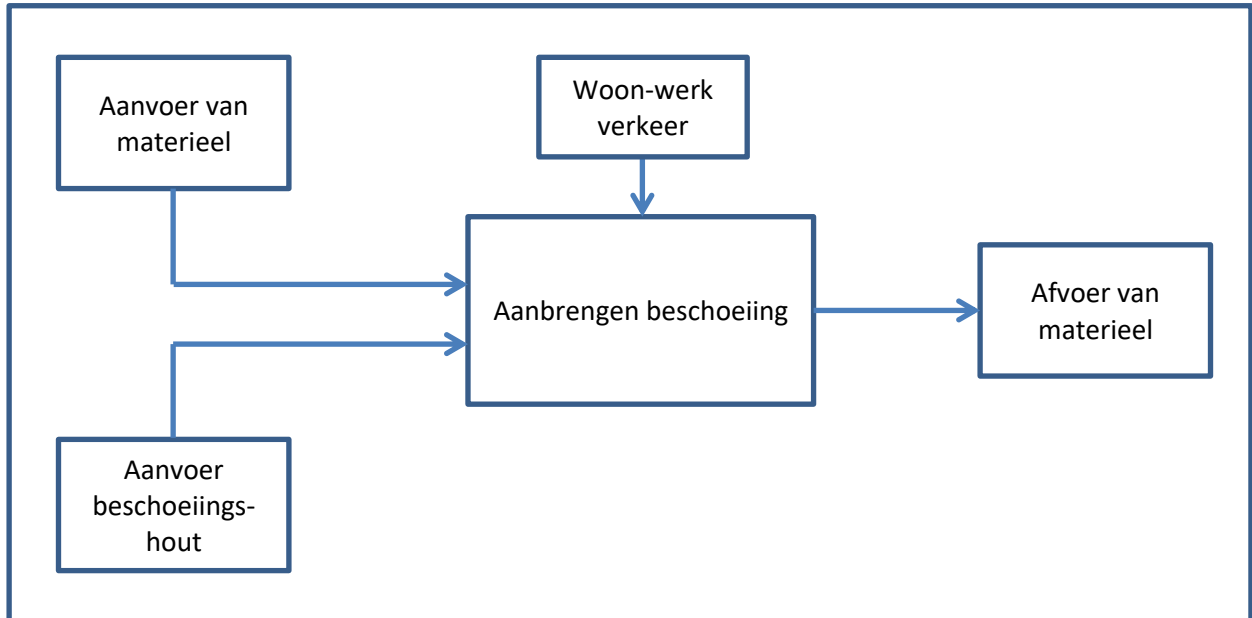 Aanvoer van
materieel
Woon-werk
verkeer
Aanbrengen beschoeiing
Afvoer van
materieel
Aanvoer
beschoeiings-
hout